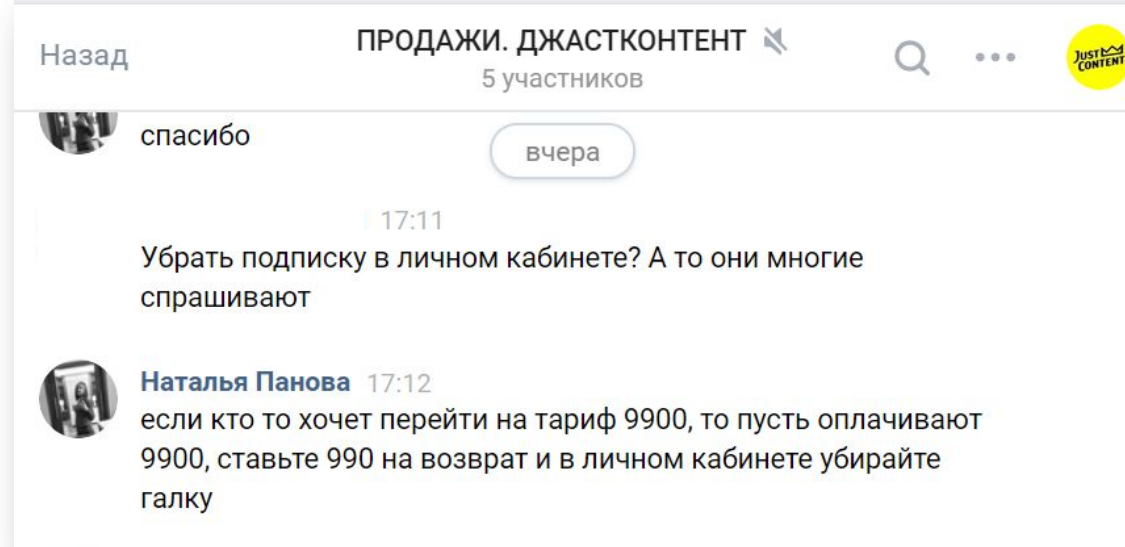 Назад
ПРОДАЖИ. ДЖАСТКОНТЕНТ
5 участников
JUST
CONTENT
спасибо
вчера
17:11
Убрать подписку в личном кабинете? А то они многие
спрашивают
Наталья Панова 17:12
если кто то хочет перейти на тариф 9900, то пусть оплачивают
9900, ставьте 990 на возврат и в личном кабинете убирайте
галку